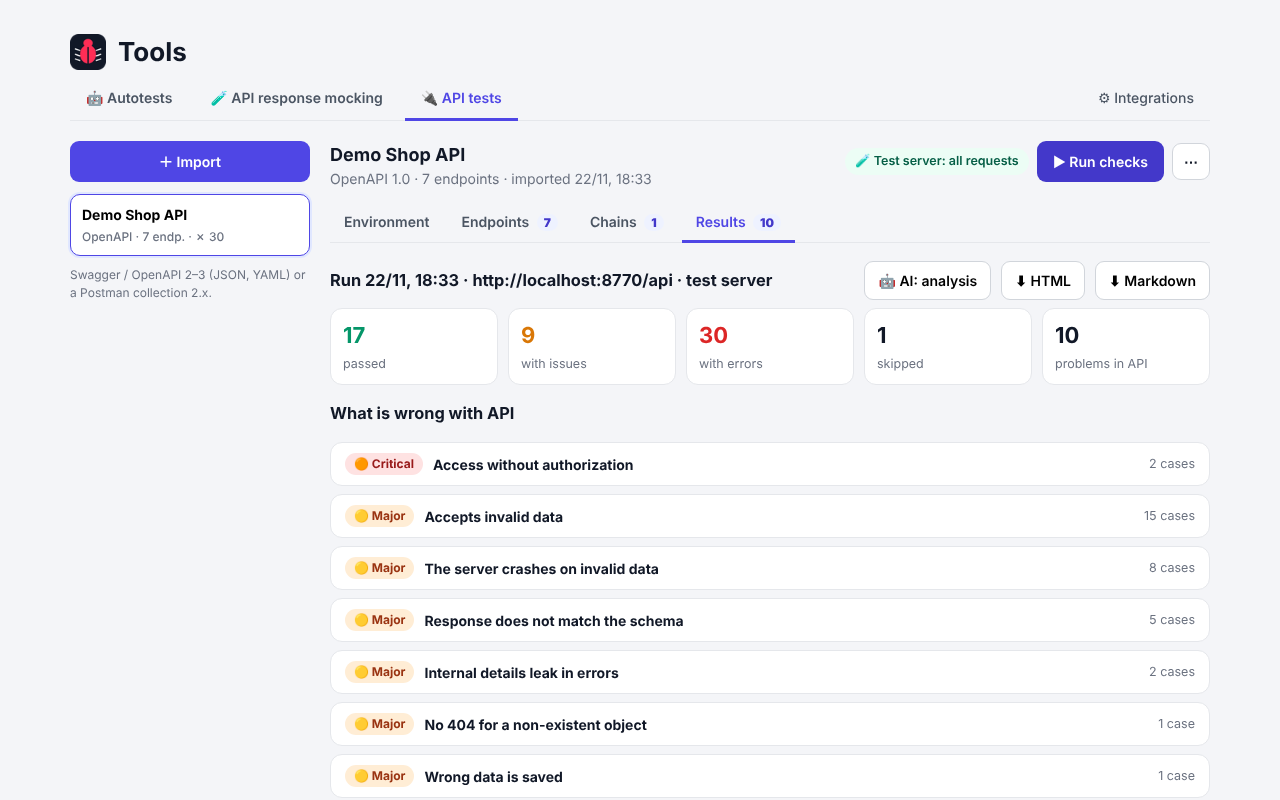 Tools
🤖 Autotests
🧪 API response mocking
🔌 API tests
⚙ Integrations
＋ Import
Demo Shop API
OpenAPI · 7 endp. · × 30
Swagger / OpenAPI 2–3 (JSON, YAML) or
a Postman collection 2.x.
Demo Shop API
OpenAPI 1.0 · 7 endpoints · imported 22/11, 18:33
🧪 Test server: all requests
▶ Run checks
⋯
Environment
Endpoints 7
Chains 1
Results 10
Run 22/11, 18:33 · http://localhost:8770/api · test server
🤖 AI: analysis
⬇ HTML
⬇ Markdown
17
passed
9
with issues
30
with errors
1
skipped
10
problems in API
What is wrong with API
🟠 Critical Access without authorization 2 cases
🟡 Major Accepts invalid data 15 cases
🟡 Major The server crashes on invalid data 8 cases
🟡 Major Response does not match the schema 5 cases
🟡 Major Internal details leak in errors 2 cases
🟡 Major No 404 for a non-existent object 1 case
🟡 Major Wrong data is saved 1 case